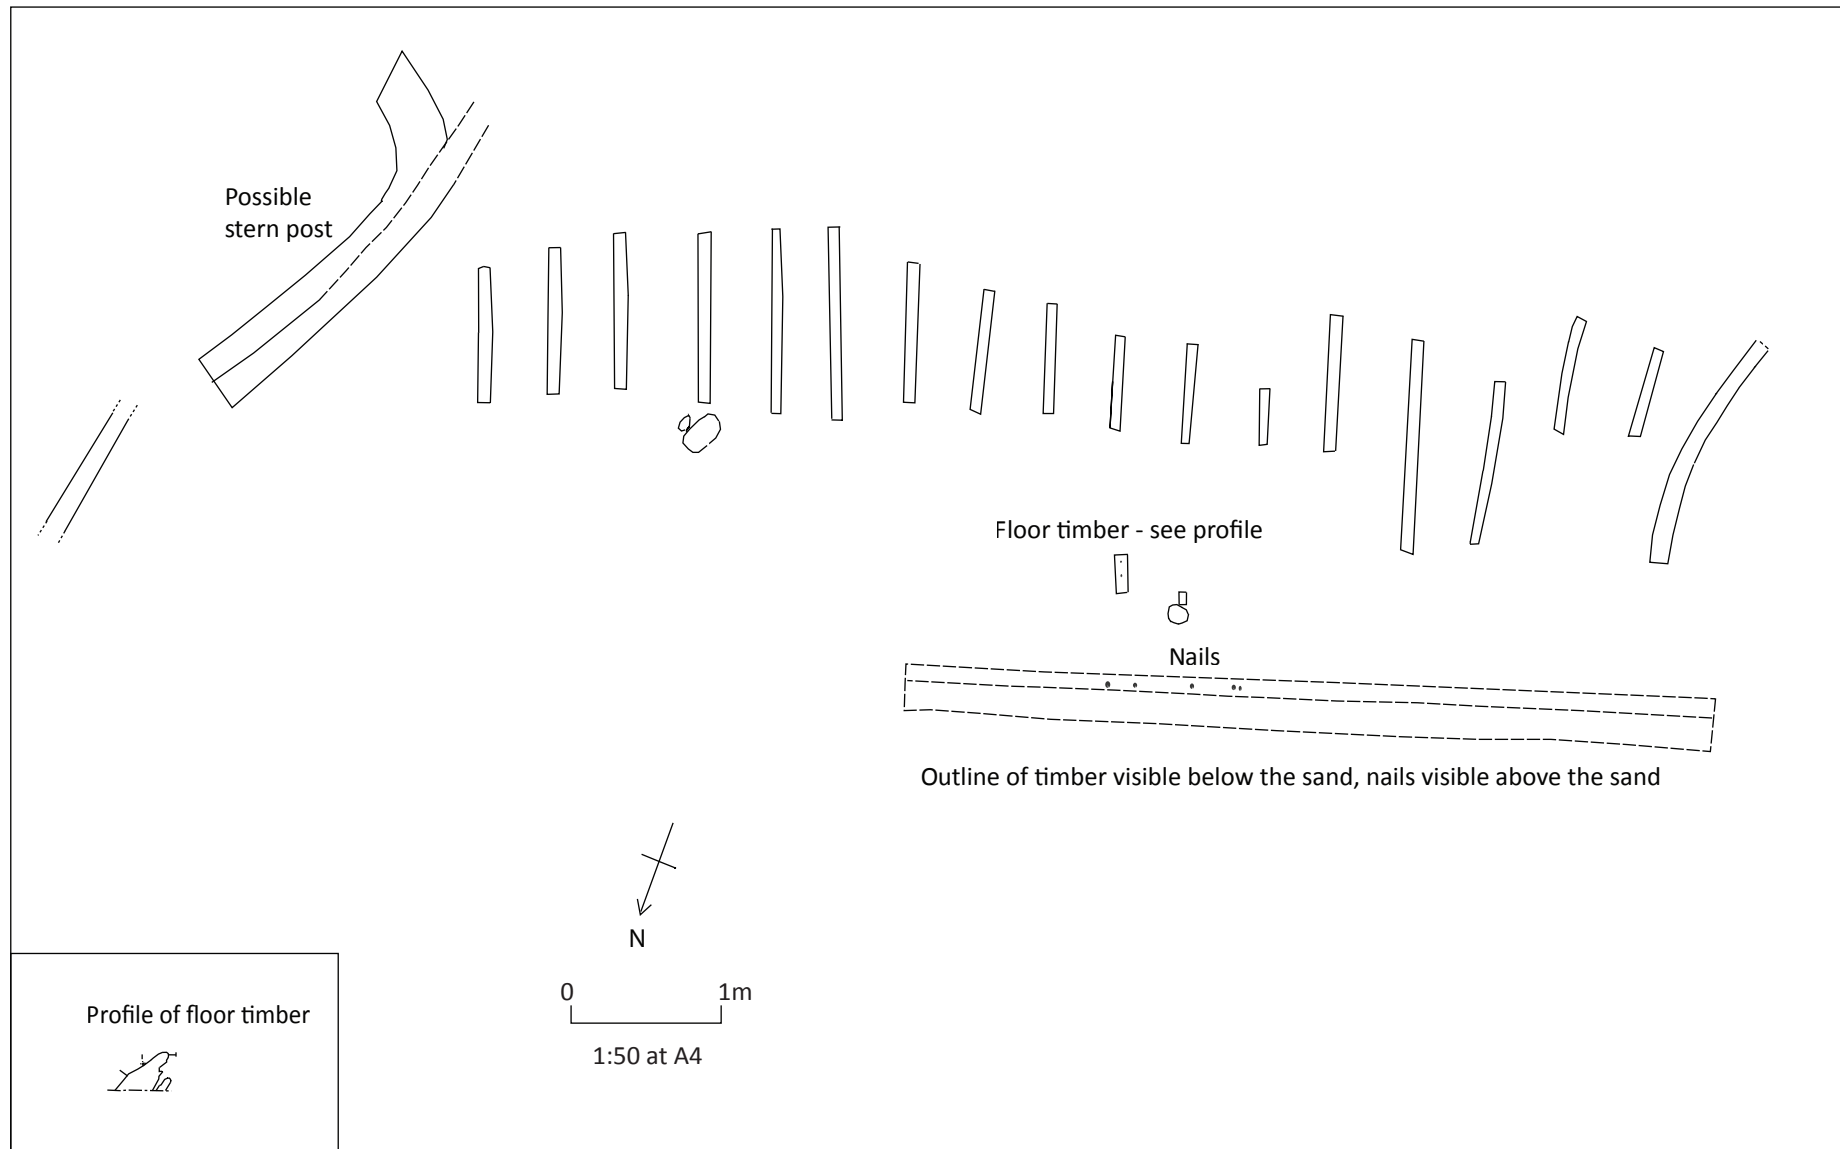 Possible
stern post
Floor timber - see profile
Nails
Outline of timber visible below the sand, nails visible above the sand
N
0 1m
1:50 at A4
Profile of floor timber